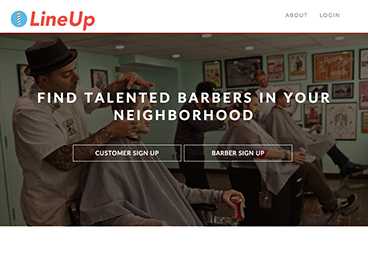 LineUp
ABOUT LOGIN
FIND TALENTED BARBERS IN YOUR
NEIGHBORHOOD
CUSTOMER SIGN UP BARBER SIGN UP